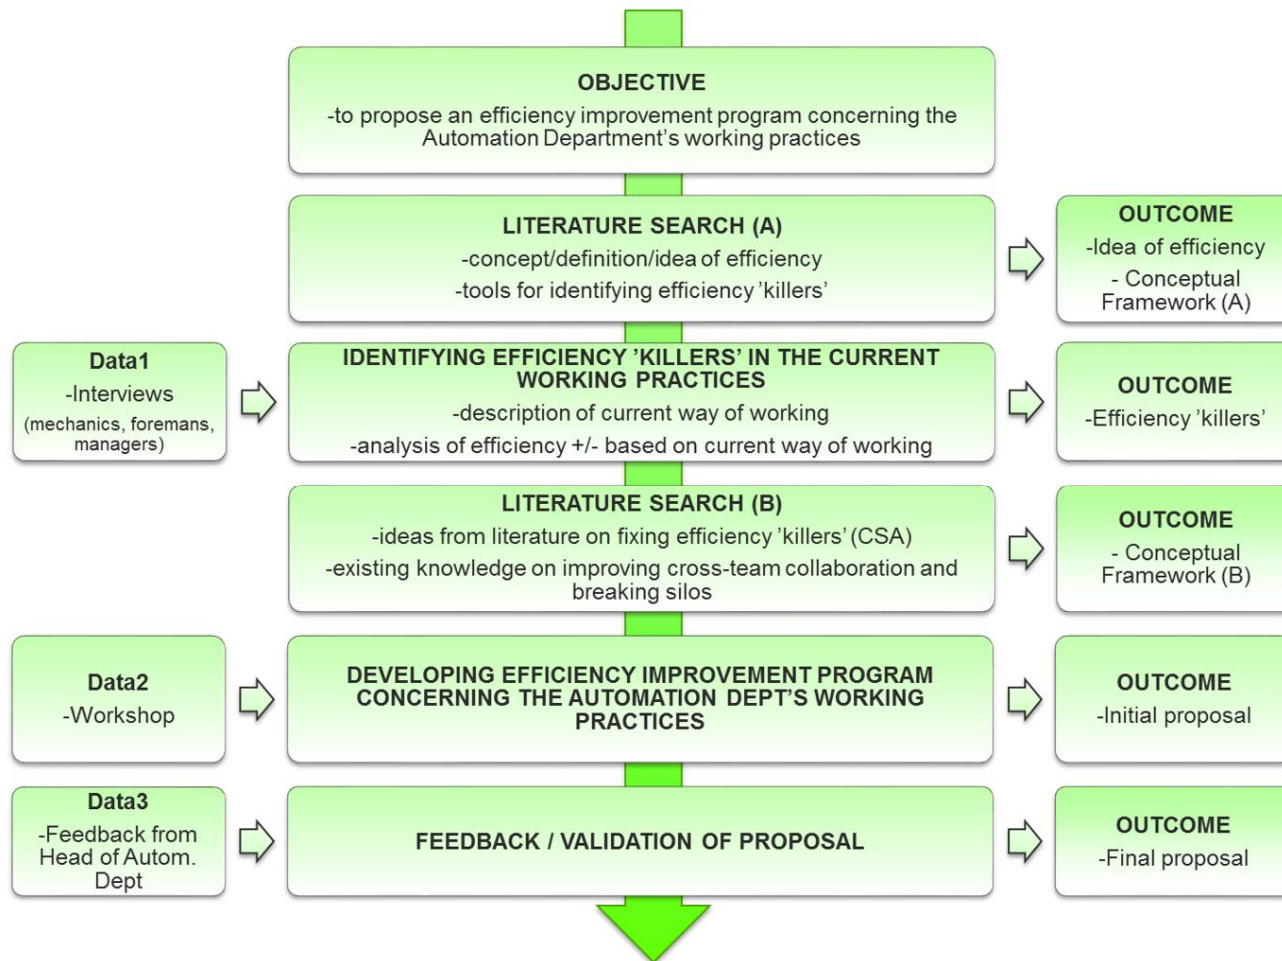 OBJECTIVE
-to propose an efficiency improvement program concerning the
Automation Department’s working practices
LITERATURE SEARCH (A)
-concept/definition/idea of efficiency
-tools for identifying efficiency ’killers’
OUTCOME
-Idea of efficiency
- Conceptual
Framework (A)
Data1
-Interviews
(mechanics, foremans,
managers)
IDENTIFYING EFFICIENCY ’KILLERS’ IN THE CURRENT
WORKING PRACTICES
-description of current way of working
-analysis of efficiency +/- based on current way of working
OUTCOME
-Efficiency ’killers’
LITERATURE SEARCH (B)
-ideas from literature on fixing efficiency ’killers’ (CSA)
-existing knowledge on improving cross-team collaboration and
breaking silos
OUTCOME
- Conceptual
Framework (B)
Data2
-Workshop
DEVELOPING EFFICIENCY IMPROVEMENT PROGRAM
CONCERNING THE AUTOMATION DEPT’S WORKING
PRACTICES
OUTCOME
-Initial proposal
Data3
-Feedback from
Head of Autom.
Dept
FEEDBACK / VALIDATION OF PROPOSAL
OUTCOME
-Final proposal